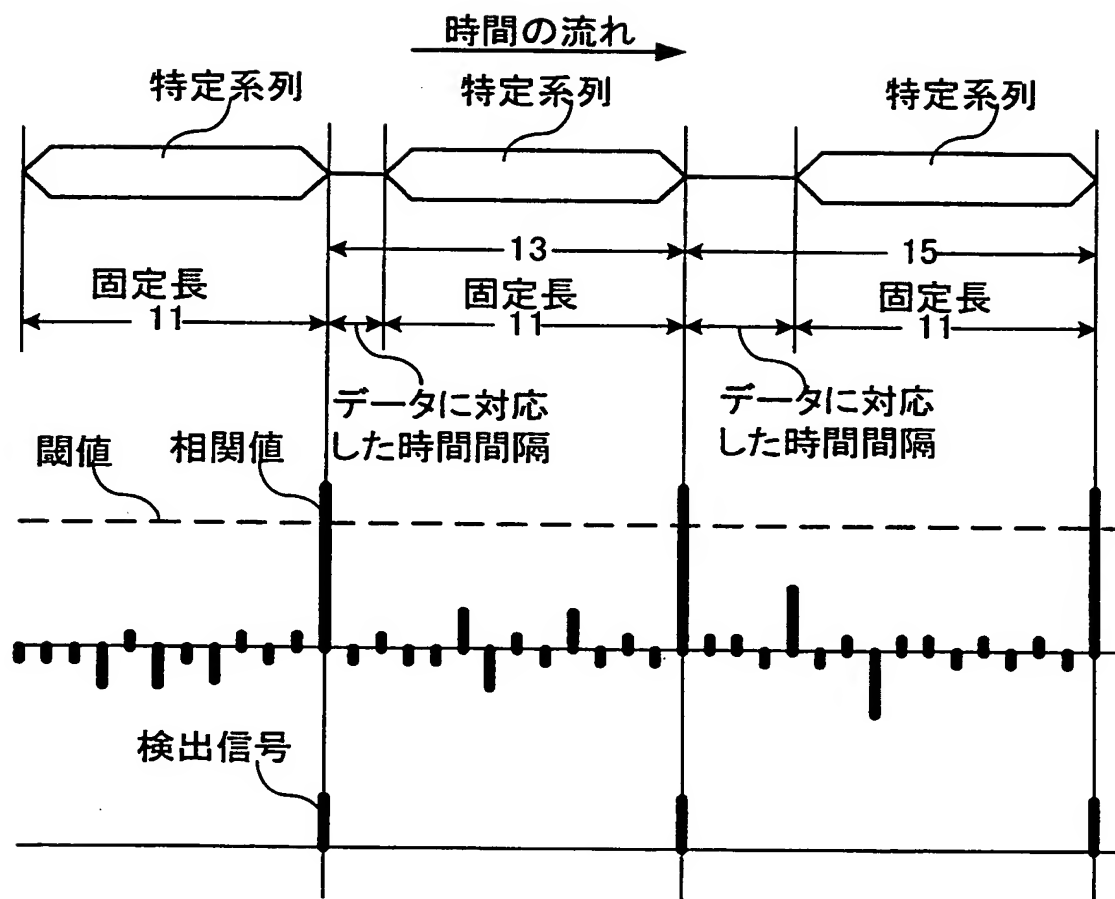 時間の流れ
特定系列
特定系列
特定系列
13
15
固定長
11
固定長
11
固定長
11
データに対応
した時間間隔
データに対応
した時間間隔
閾値
相関値
検出信号